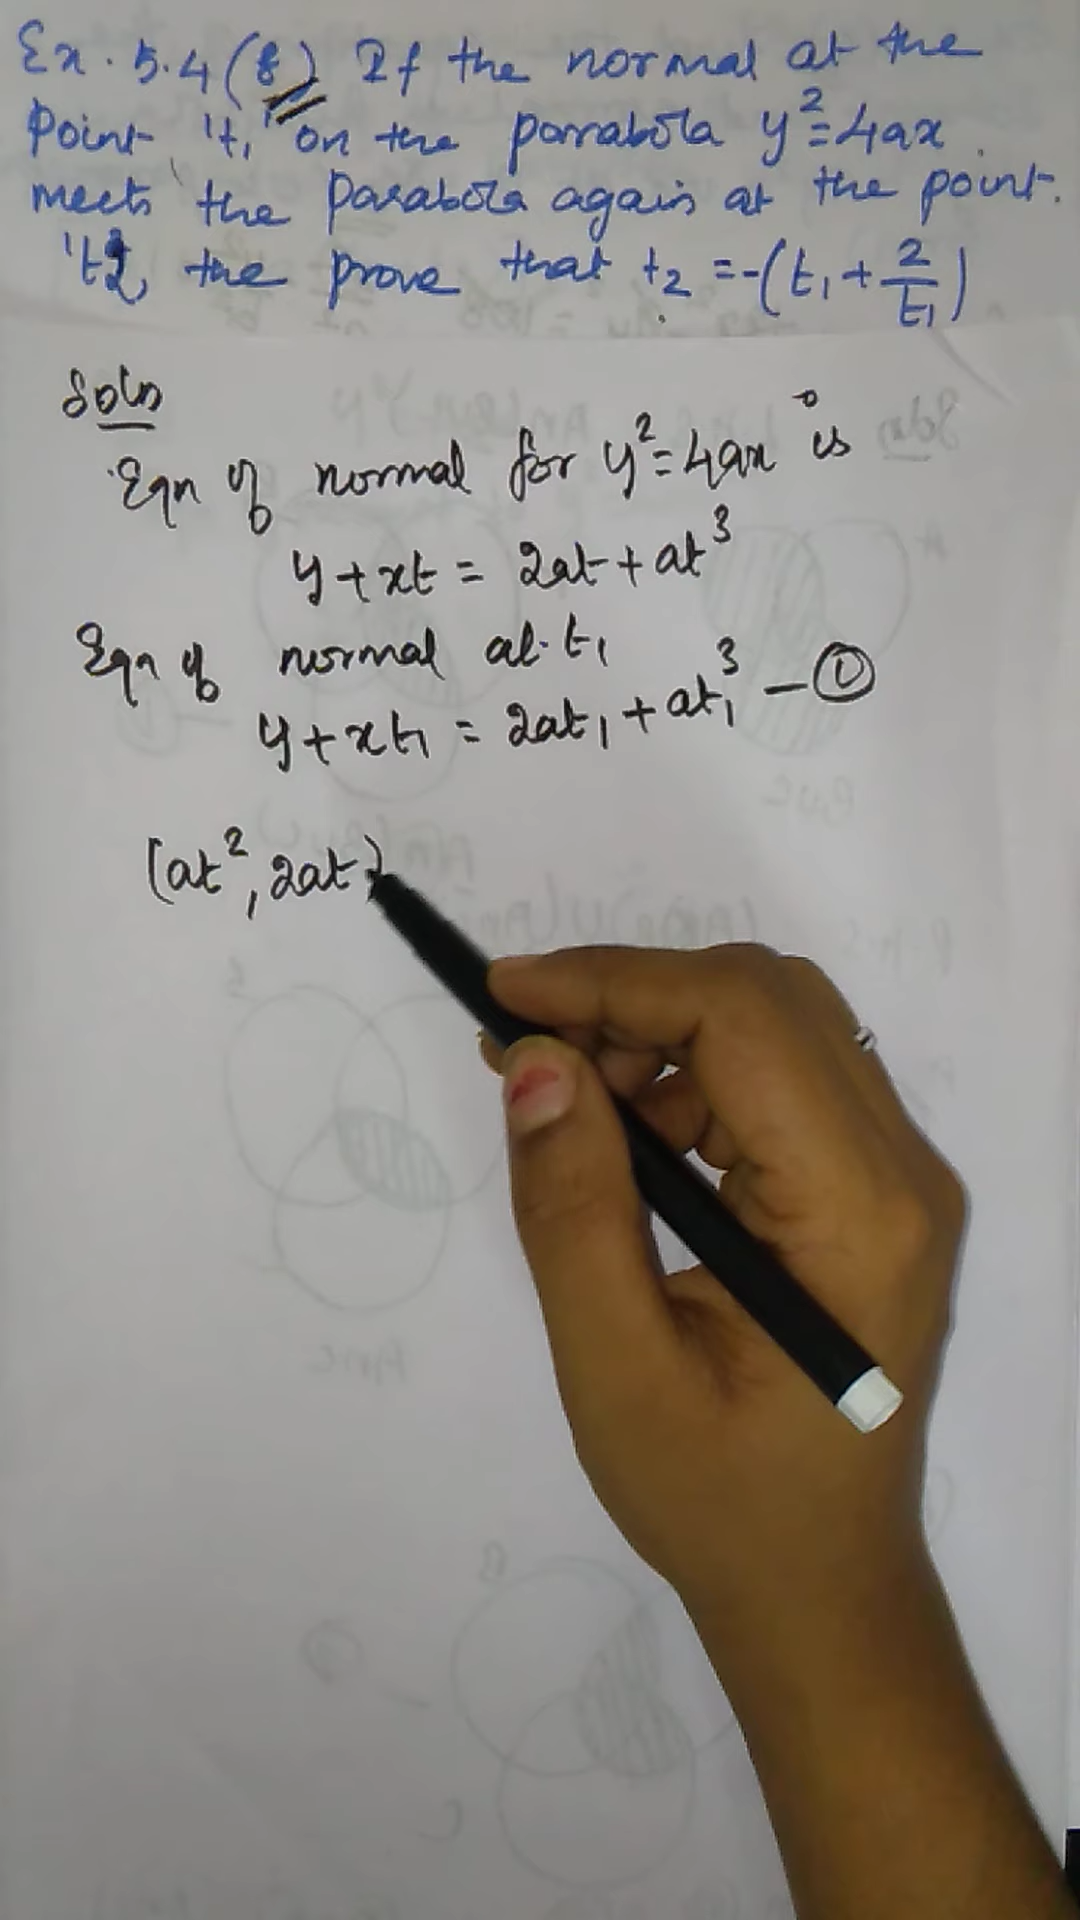 Ex. 5.4 (8) If the normal at the
Point 't₁' on the parrabola y²=4ax
meets the Parabola again at the point.
't2, the prove that t₂ = -(t₁ + 2/t₁)
Soln
Eqn of normal for y²=4ax is
y+xt = 2at + at³
Eqn of normal at t₁
y+xt₁ = 2at₁ + at₁³ - ①
(at², 2at)